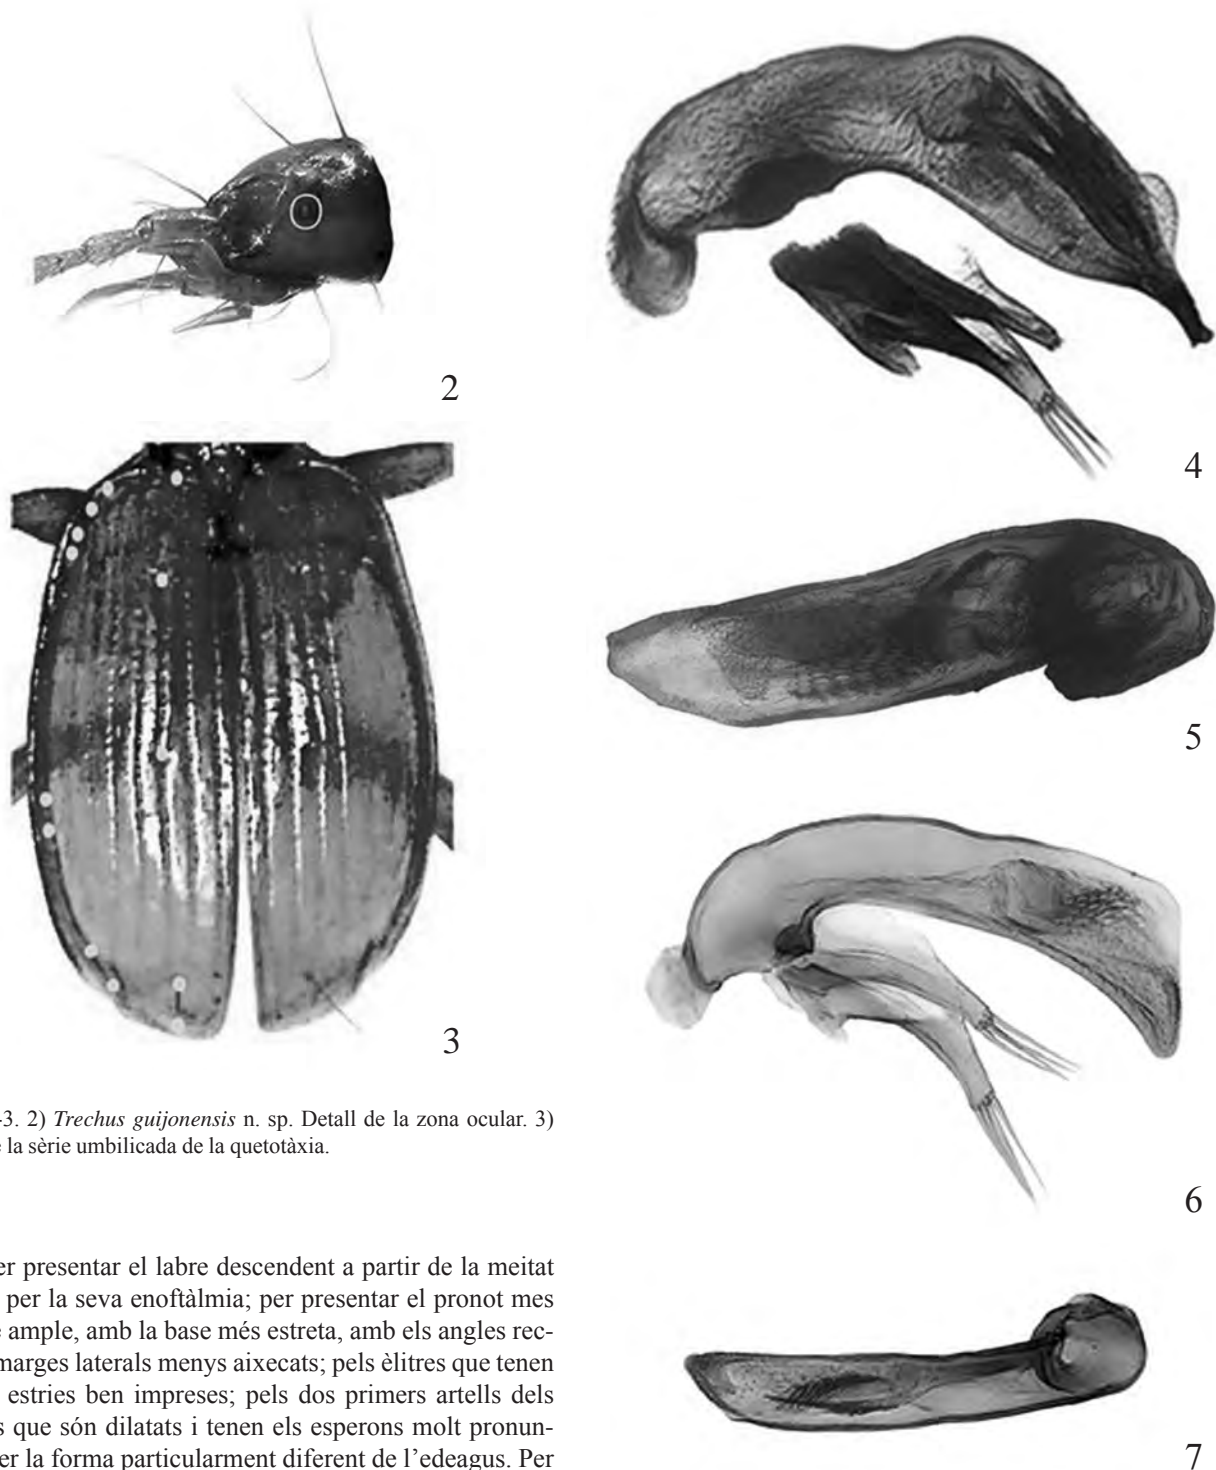 2
3
-3. 2) Trechus guijonensis n. sp. Detall de la zona ocular. 3)
la sèrie umbilicada de la quetotàxia.
er presentar el labre descendent a partir de la meitat
per la seva enoftàlmia; per presentar el pronot mes
ample, amb la base més estreta, amb els angles rec-
marges laterals menys aixecats; pels èlitres que tenen
estries ben impreses; pels dos primers artells dels
s que són dilatats i tenen els esperons molt pronun-
er la forma particularment diferent de l’edeagus. Per
4
5
6
7